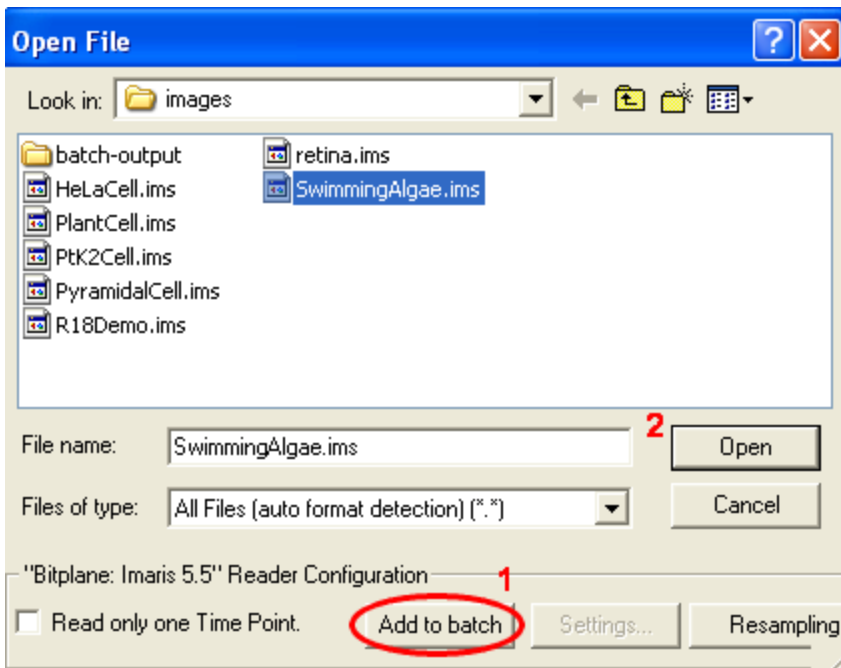 Open File
Look in: images
batch-output
HeLaCell.ims
PlantCell.ims
PtK2Cell.ims
PyramidalCell.ims
R18Demo.ims
retina.ims
SwimmingAlgae.ims
File name: SwimmingAlgae.ims 2 Open
Files of type: All Files (auto format detection) (*.*) Cancel
"Bitplane: Imaris 5.5" Reader Configuration 1
Read only one Time Point. Add to batch Settings... Resampling